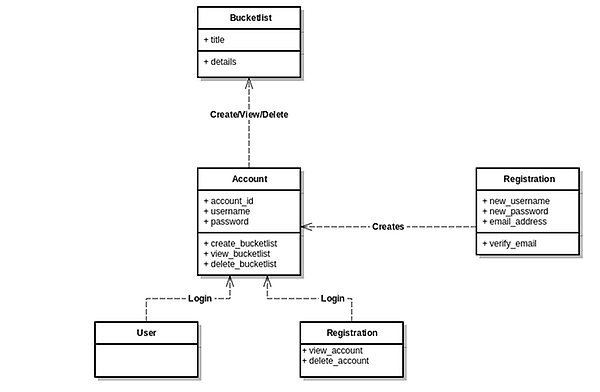 Bucketlist
+ title
+ details
Create/View/Delete
Account
+ account_id
+ username
+ password
+ create_bucketlist
+ view_bucketlist
+ delete_bucketlist
Creates
Registration
+ new_username
+ new_password
+ email_address
+ verify_email
Login
Login
User
Registration
+ view_account
+ delete_account